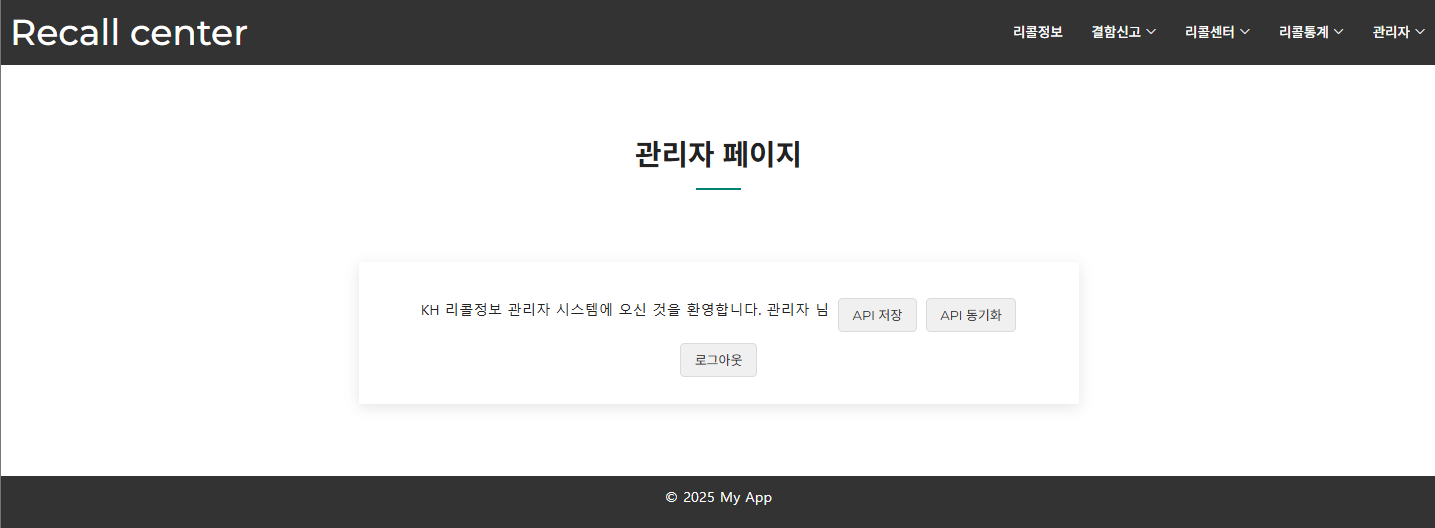 Recall center
리콜정보 결함신고 리콜센터 리콜통계 관리자
관리자 페이지
KH 리콜정보 관리자 시스템에 오신 것을 환영합니다. 관리자 님 API 저장 API 동기화
로그아웃
© 2025 My App